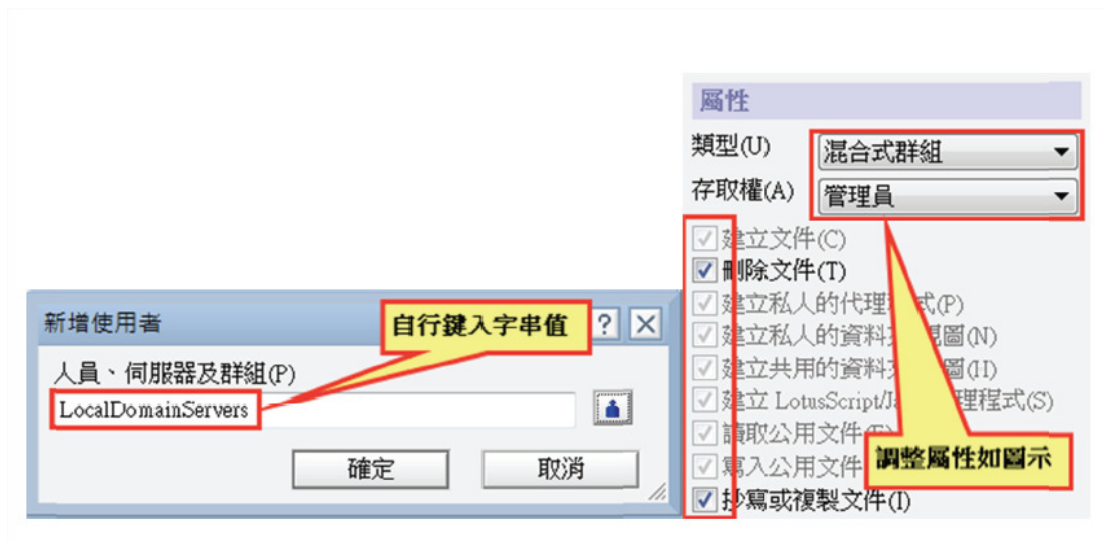 屬性
類型(U) 混合式群組
存取權(A) 管理員
建立文件(C)
刪除文件(T)
建立私人的代理 式(P)
建立私人的資料 圖(N)
建立共用的資料 圖(H)
建立 LotusScript/Ja 理程式(S)
讀取公用文件
寫入公用文件
抄寫或複製文件(I)
調整屬性如圖示
新增使用者
自行鍵入字串值
人員、伺服器及群組(P)
LocalDomainServers
確定 取消